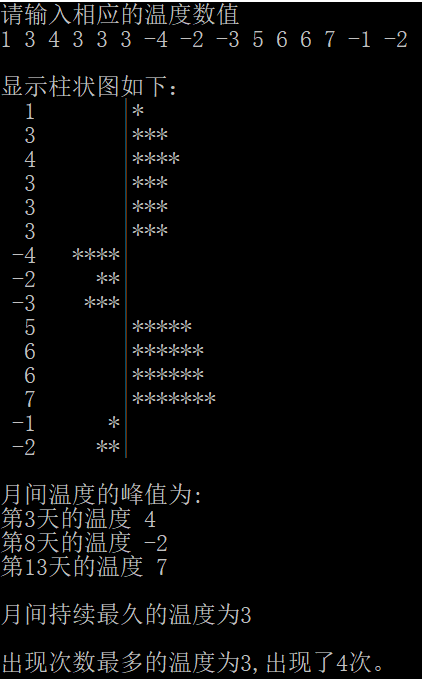 请输入相应的温度数值
1 3 4 3 3 3 -4 -2 -3 5 6 6 7 -1 -2
显示柱状图如下:
1 *
3 ***
4 ****
3 ***
3 ***
3 ***
-4 ****
-2 **
-3 ***
5 *****
6 ******
6 ******
7 *******
-1 *
-2 **
月间温度的峰值为:
第3天的温度 4
第8天的温度 -2
第13天的温度 7
月间持续最久的温度为3
出现次数最多的温度为3,出现了4次。